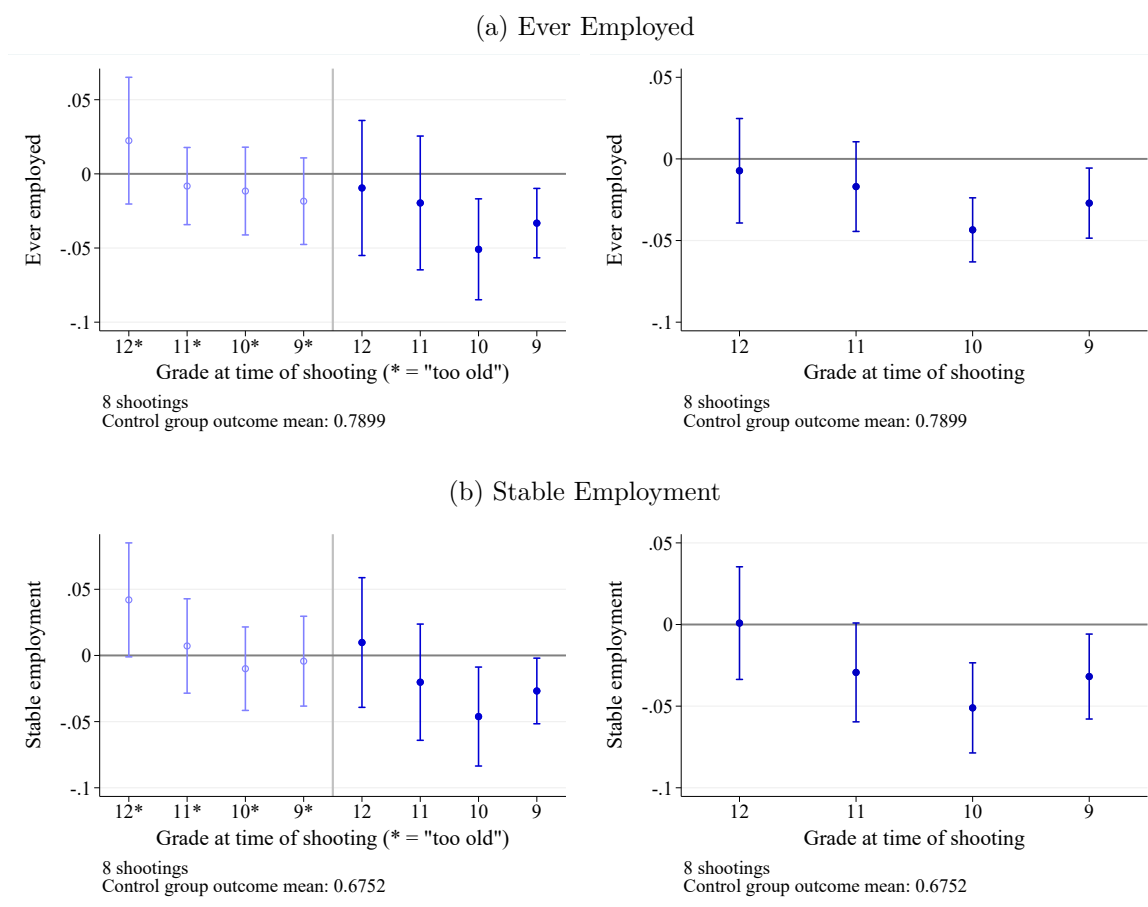 (a) Ever Employed
Ever employed
.05
0
-.05
-.1
12* 11* 10* 9* 12 11 10 9
Grade at time of shooting (* = "too old")
8 shootings
Control group outcome mean: 0.7899
Ever employed
.05
0
-.05
-.1
12 11 10 9
Grade at time of shooting
8 shootings
Control group outcome mean: 0.7899
(b) Stable Employment
Stable employment
.05
0
-.05
-.1
12* 11* 10* 9* 12 11 10 9
Grade at time of shooting (* = "too old")
8 shootings
Control group outcome mean: 0.6752
Stable employment
.05
0
-.05
-.1
12 11 10 9
Grade at time of shooting
8 shootings
Control group outcome mean: 0.6752